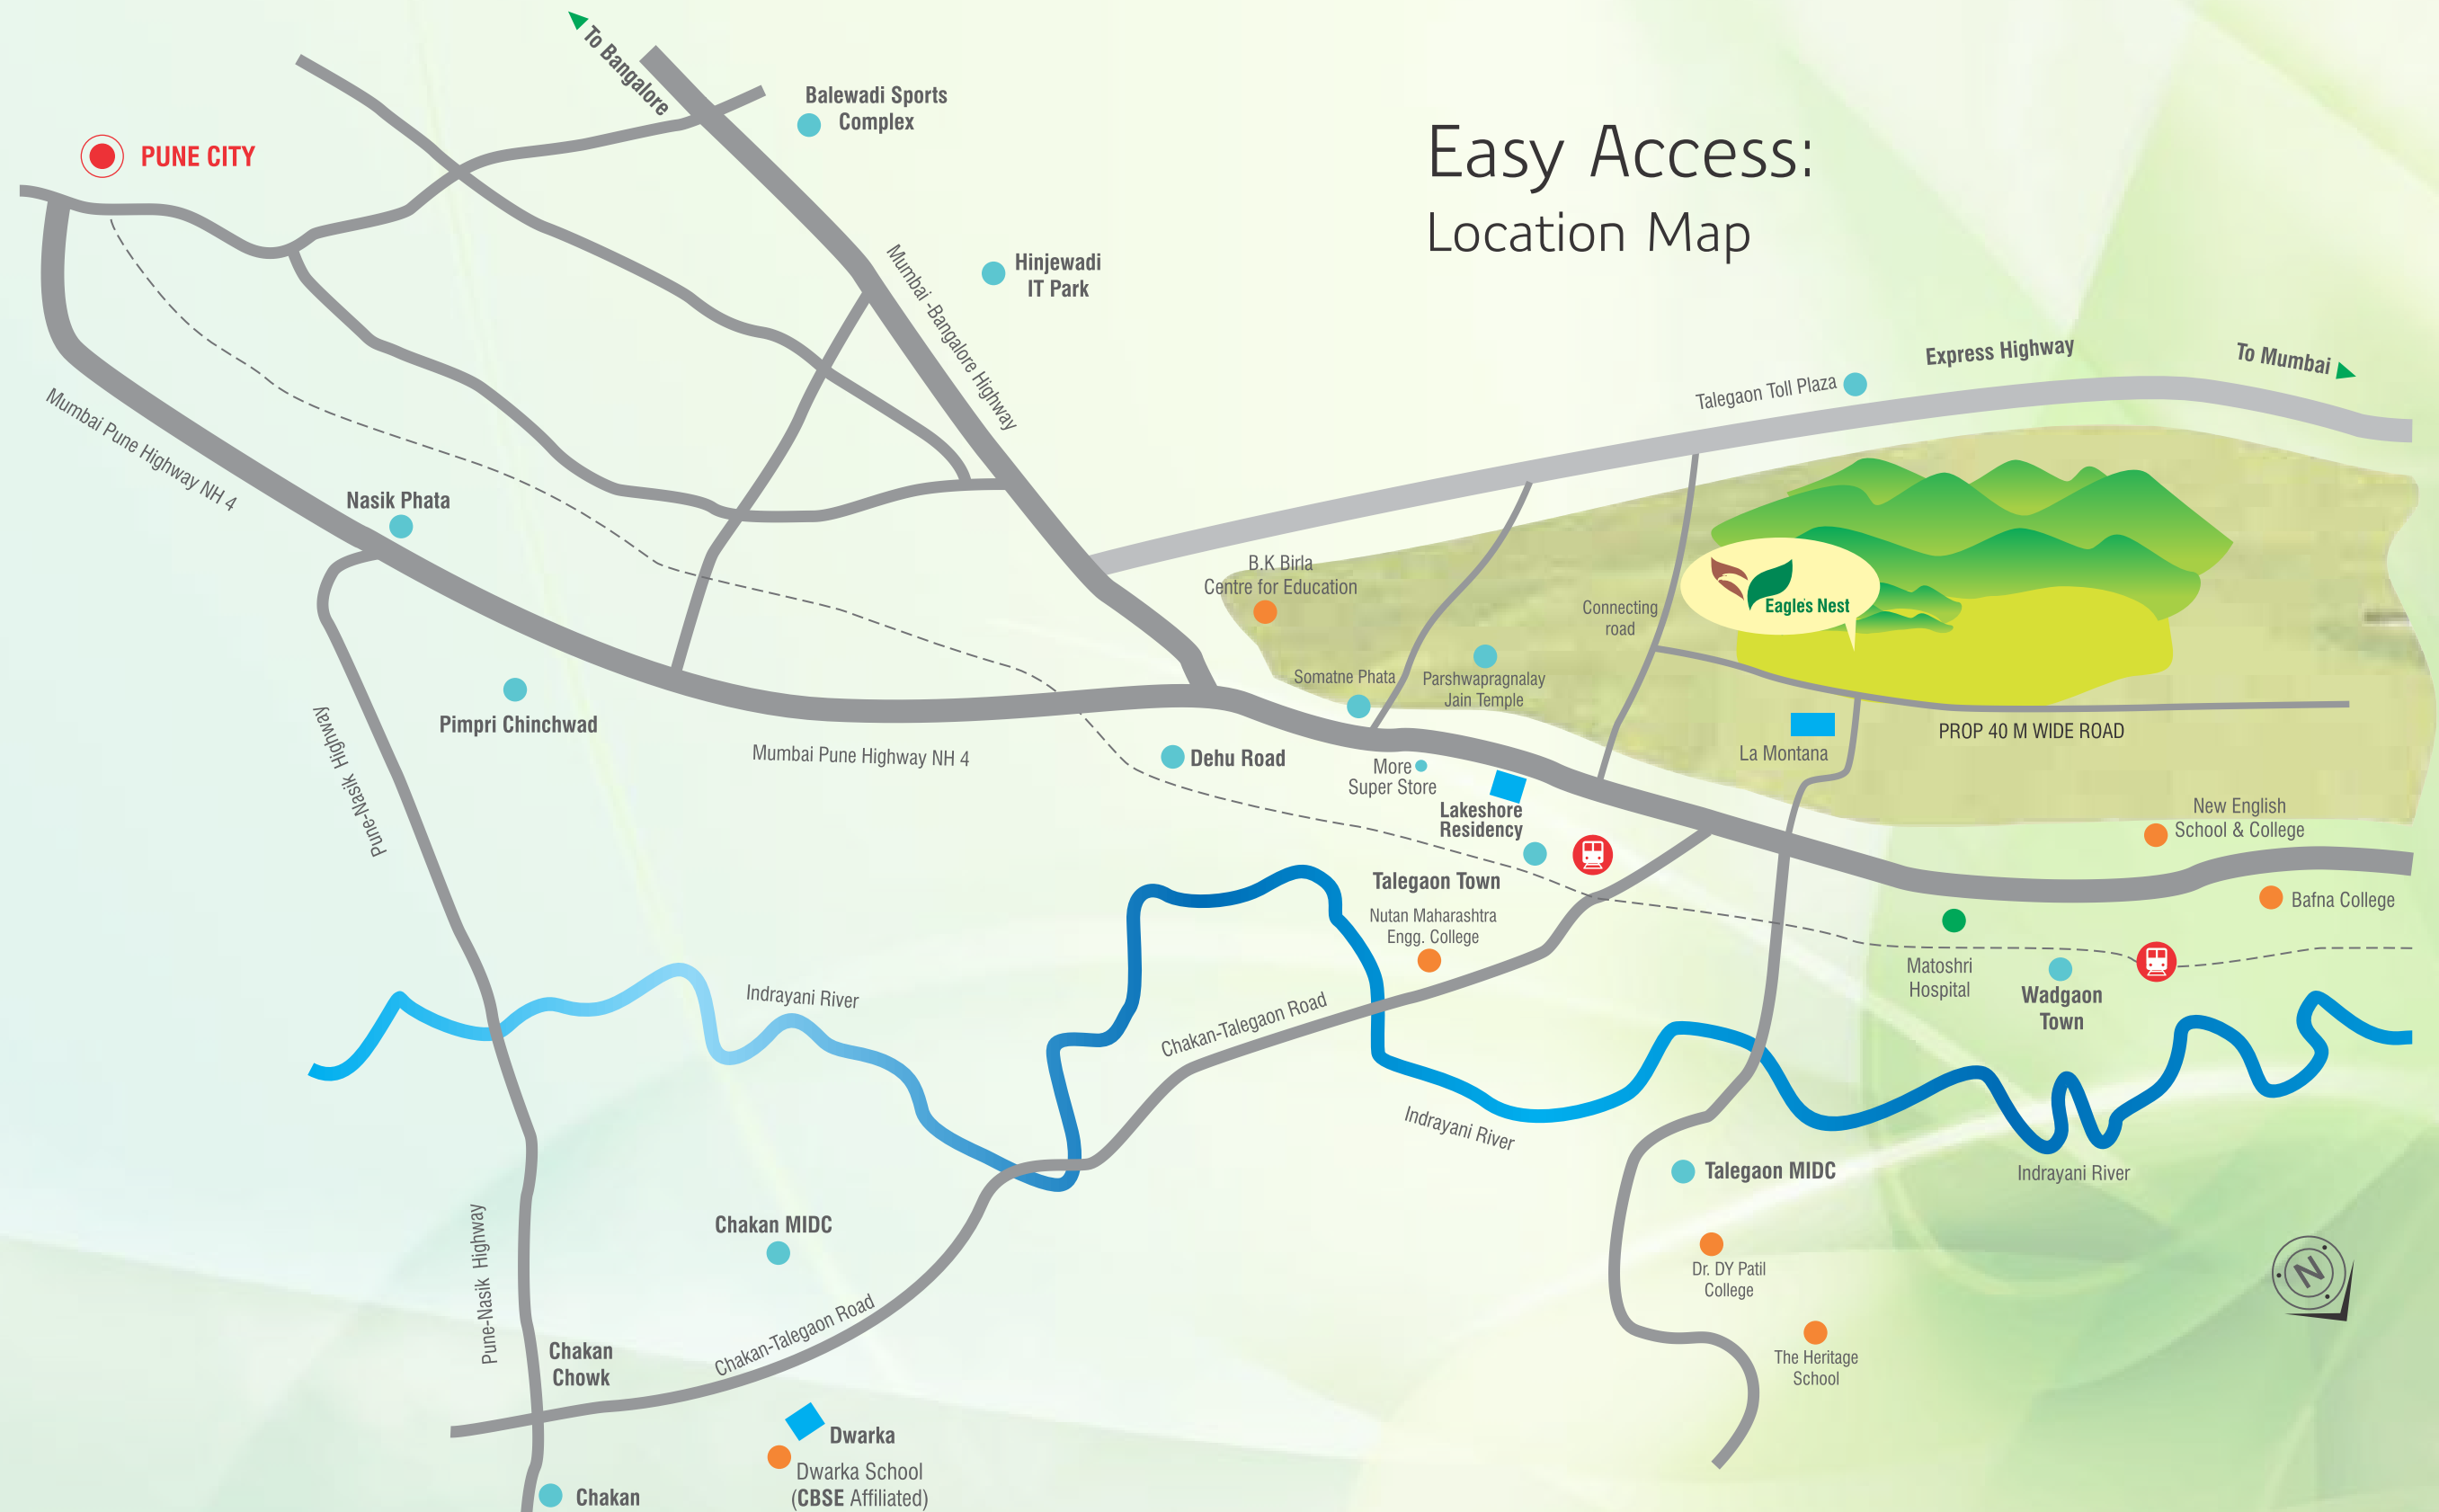 To Bangalore
Balewadi Sports
Complex
PUNE CITY
Easy Access:
Location Map
Hinjewadi
IT Park
Mumbai -Bangalore Highway
Express Highway
To Mumbai
Talegaon Toll Plaza
Mumbai Pune Highway NH 4
Nasik Phata
B.K Birla
Centre for Education
Connecting
road
Eagle's Nest
Somatne Phata
Parshwapragnalay
Jain Temple
Pimpri Chinchwad
Pune-Nasik Highway
Mumbai Pune Highway NH 4
Dehu Road
More
Super Store
La Montana
PROP 40 M WIDE ROAD
Lakeshore
Residency
New English
School & College
Talegaon Town
Bafna College
Nutan Maharashtra
Engg. College
Matoshri
Hospital
Wadgaon
Town
Indrayani River
Chakan-Talegaon Road
Indrayani River
Talegaon MIDC
Indrayani River
Chakan MIDC
Pune-Nasik Highway
Dr. DY Patil
College
N
Chakan-Talegaon Road
Chakan
Chowk
The Heritage
School
Dwarka
Dwarka School
(CBSE Affiliated)
Chakan